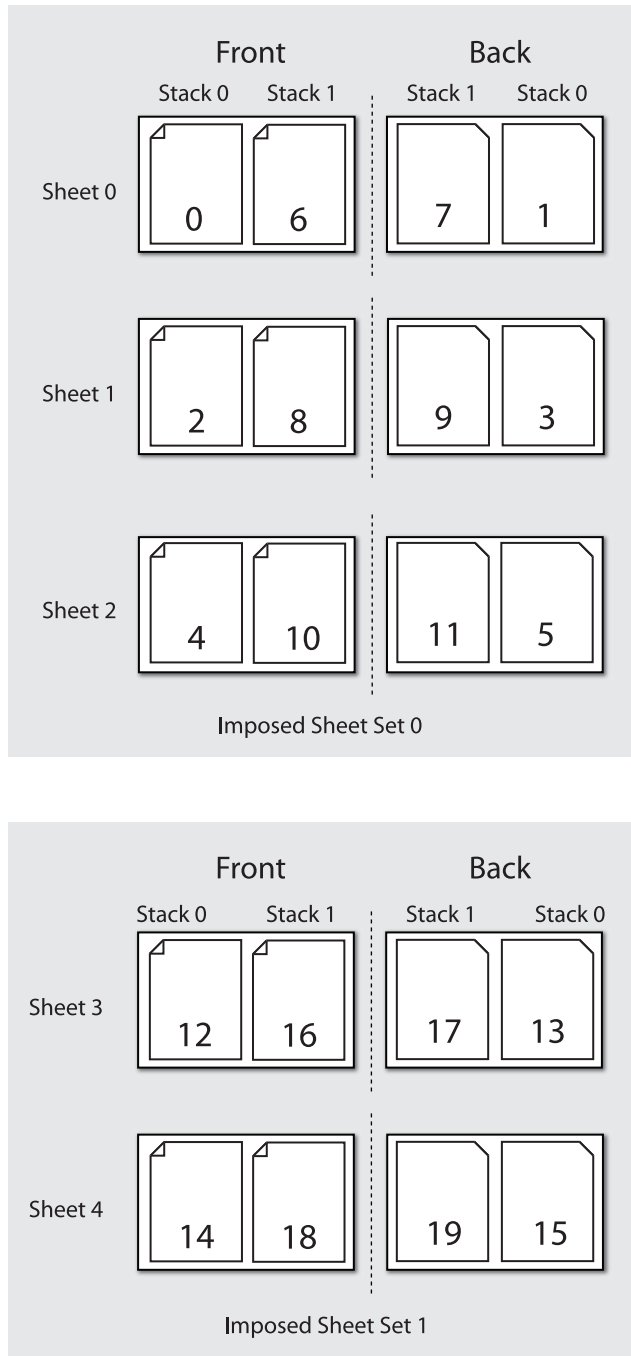 Front Back
Stack 0 Stack 1 Stack 1 Stack 0
Sheet 0 0 6 7 1
Sheet 1 2 8 9 3
Sheet 2 4 10 11 5
Imposed Sheet Set 0
Front Back
Stack 0 Stack 1 Stack 1 Stack 0
Sheet 3 12 16 17 13
Sheet 4 14 18 19 15
Imposed Sheet Set 1